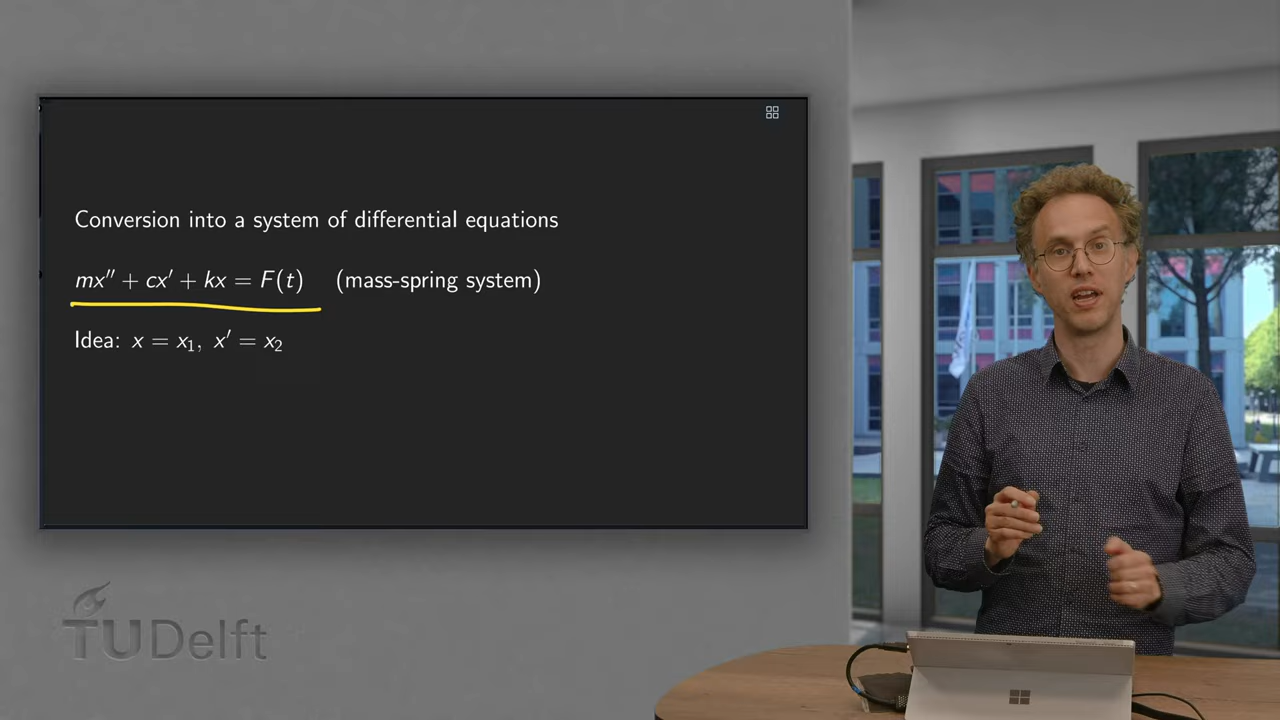 Conversion into a system of differential equations
mx″ + cx′ + kx = F(t) (mass-spring system)
Idea: x = x₁, x′ = x₂
TUDelft